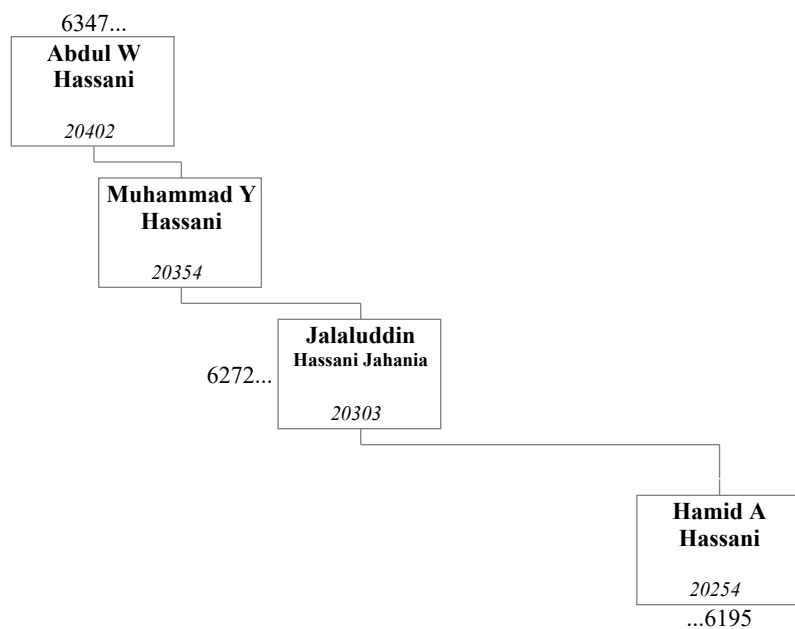 6347...
Abdul W
Hassani
20402
Muhammad Y
Hassani
20354
Jalaluddin
Hassani Jahania
6272...
20303
Hamid A
Hassani
20254
...6195